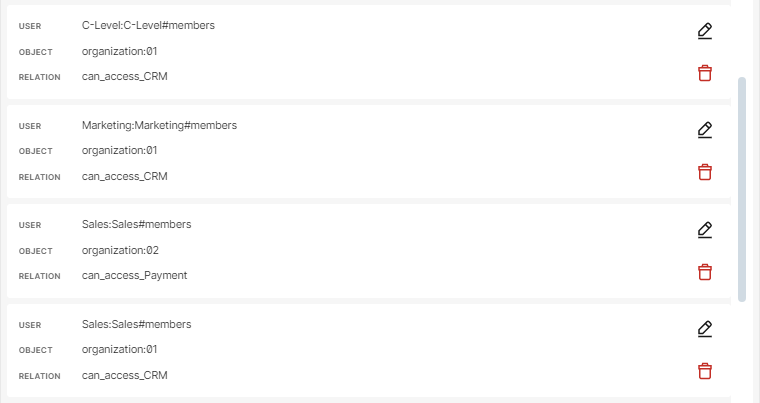 USER C-Level:C-Level#members
OBJECT organization:01
RELATION can_access_CRM
USER Marketing:Marketing#members
OBJECT organization:01
RELATION can_access_CRM
USER Sales:Sales#members
OBJECT organization:02
RELATION can_access_Payment
USER Sales:Sales#members
OBJECT organization:01
RELATION can_access_CRM